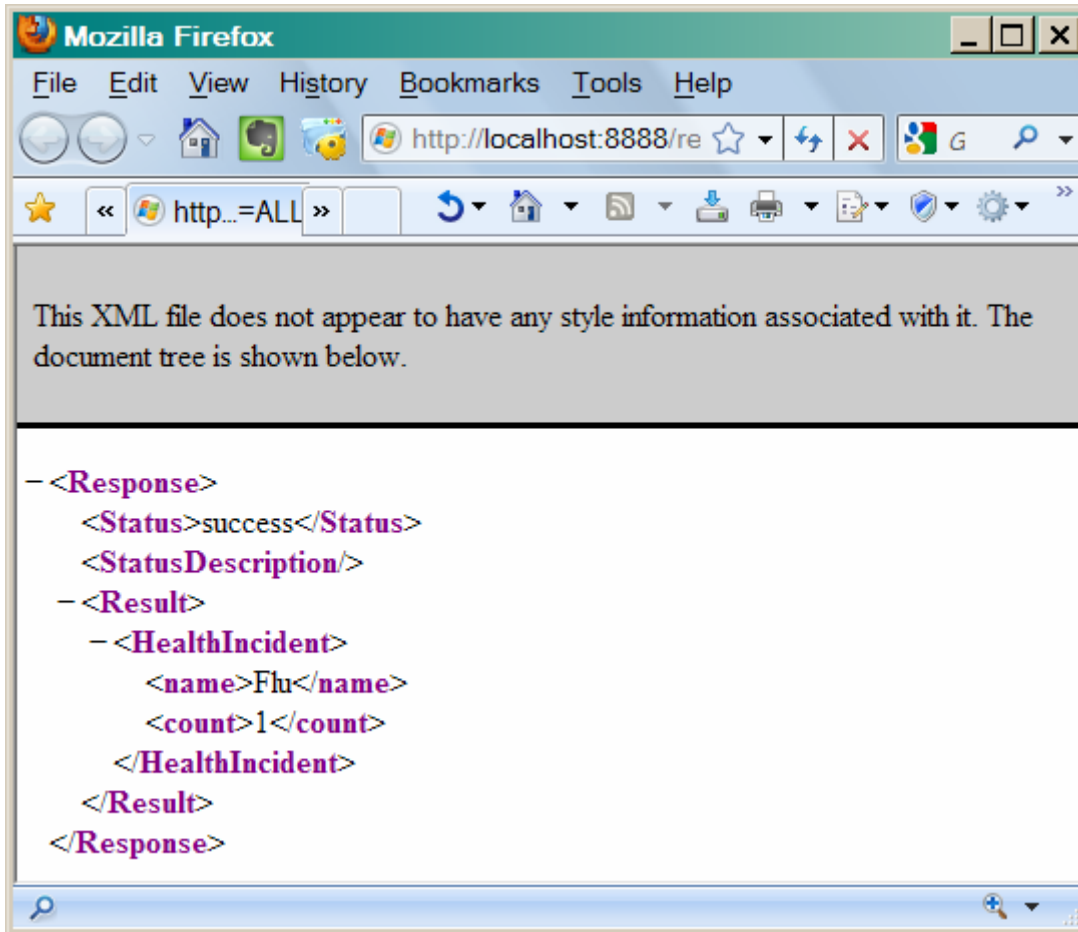 Mozilla Firefox
File Edit View History Bookmarks Tools Help
http://localhost:8888/re G
« http...=ALL » »
This XML file does not appear to have any style information associated with it. The
document tree is shown below.
– <Response>
<Status>success</Status>
<StatusDescription/>
– <Result>
– <HealthIncident>
<name>Flu</name>
<count>1</count>
</HealthIncident>
</Result>
</Response>